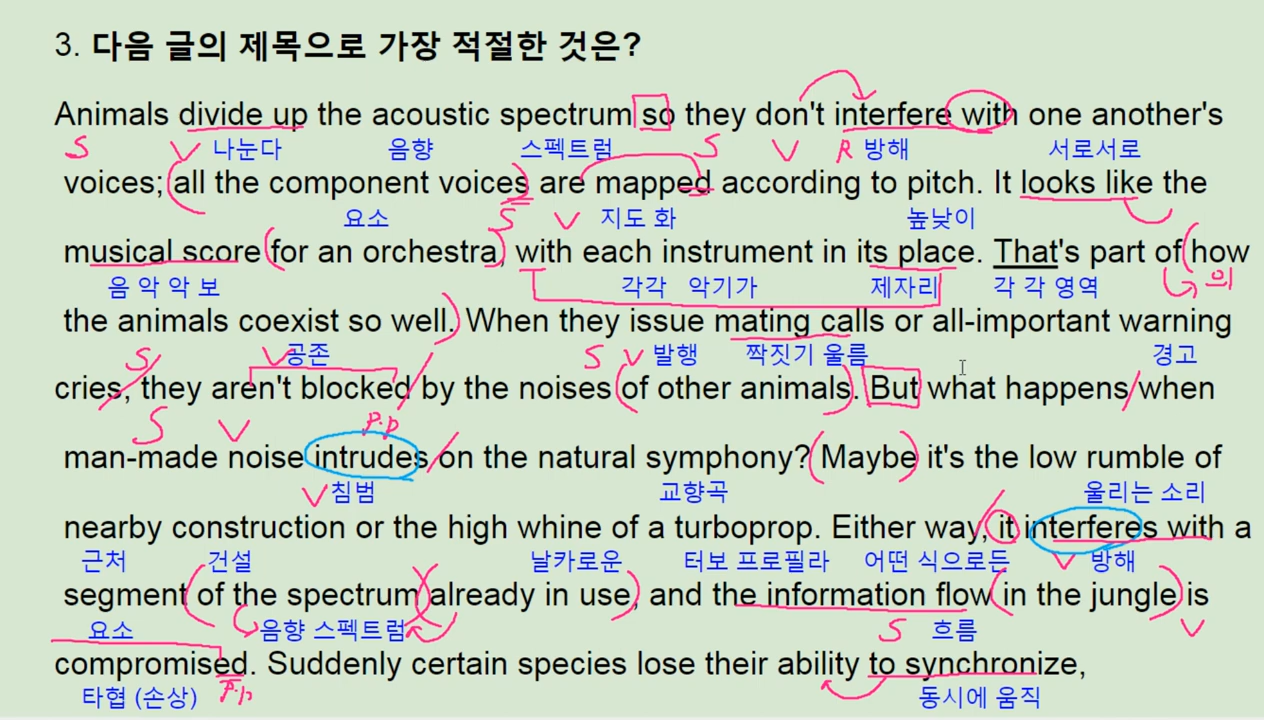 3. 다음 글의 제목으로 가장 적절한 것은?
Animals divide up the acoustic spectrum so they don't interfere with one another's
S V 나눈다 음향 스펙트럼 S V R 방해 서로서로
voices; (all the component voices) are mapped according to pitch. It looks like the
요소 S V 지도 화 높낮이
musical score (for an orchestra) with each instrument in its place. That's part of (how
음 악 악 보 각각 악기가 제자리 각 각 영역 의
the animals coexist so well.) When they issue mating calls or all-important warning
S V 공존 S V 발행 짝짓기 울름 경고
cries, / they aren't blocked / by the noises (of other animals). But what happens / when
S V p.p
man-made noise intrudes / on the natural symphony? (Maybe) it's the low rumble of
V 침범 교향곡 울리는 소리
nearby construction or the high whine of a turboprop. Either way, / it interferes with a
근처 건설 날카로운 터보 프로필라 어떤 식으로든 V 방해
segment (of the spectrum) (already in use), and the information flow (in the jungle) is
요소 음향 스펙트럼 S 흐름 V
compromised. Suddenly certain species lose their ability to synchronize,
타협 (손상) p.p 동시에 움직